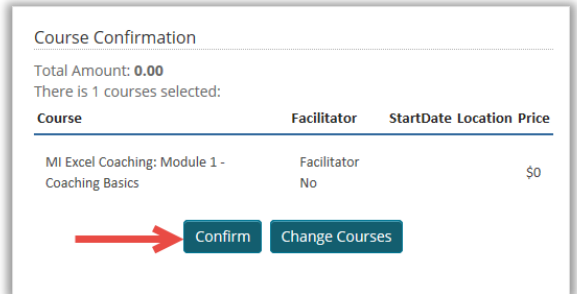 Course Confirmation
Total Amount: 0.00
There is 1 courses selected:
Course Facilitator StartDate Location Price
MI Excel Coaching: Module 1 - Facilitator $0
Coaching Basics No
Confirm Change Courses